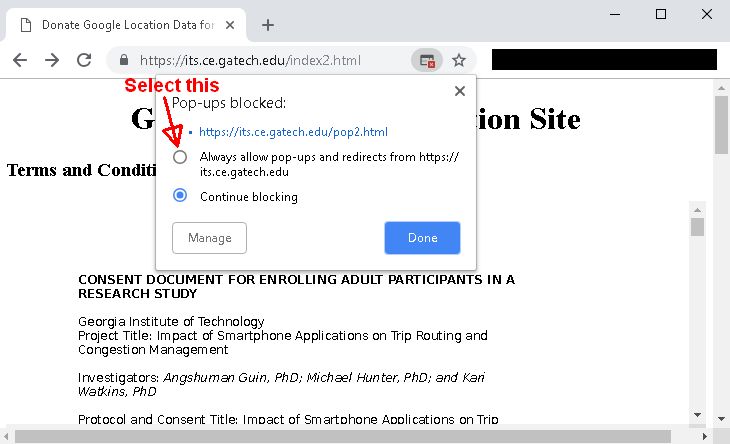 Donate Google Location Data for
https://its.ce.gatech.edu/index2.html
Select this
Pop-ups blocked:
G
ion Site
• https://its.ce.gatech.edu/pop2.html
Always allow pop-ups and redirects from https://
its.ce.gatech.edu
Terms and Conditi
Continue blocking
Manage
Done
CONSENT DOCUMENT FOR ENROLLING ADULT PARTICIPANTS IN A
RESEARCH STUDY
Georgia Institute of Technology
Project Title: Impact of Smartphone Applications on Trip Routing and
Congestion Management
Investigators: Angshuman Guin, PhD; Michael Hunter, PhD; and Kari
Watkins, PhD
Protocol and Consent Title: Impact of Smartphone Applications on Trip